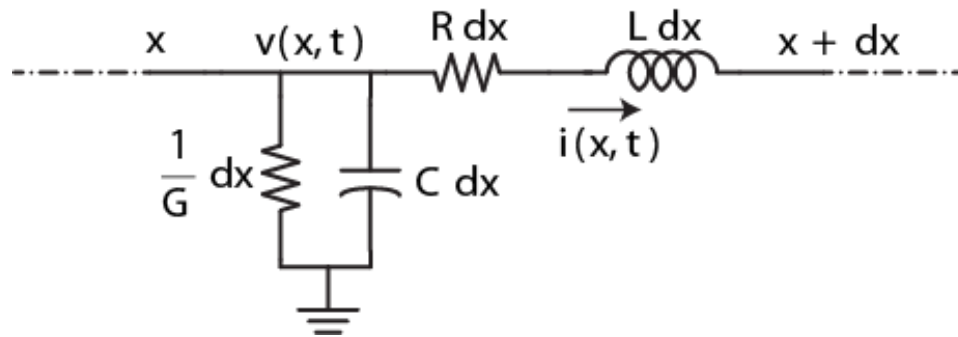 x v(x, t) R dx L dx x + dx
i(x, t)
1/G dx C dx